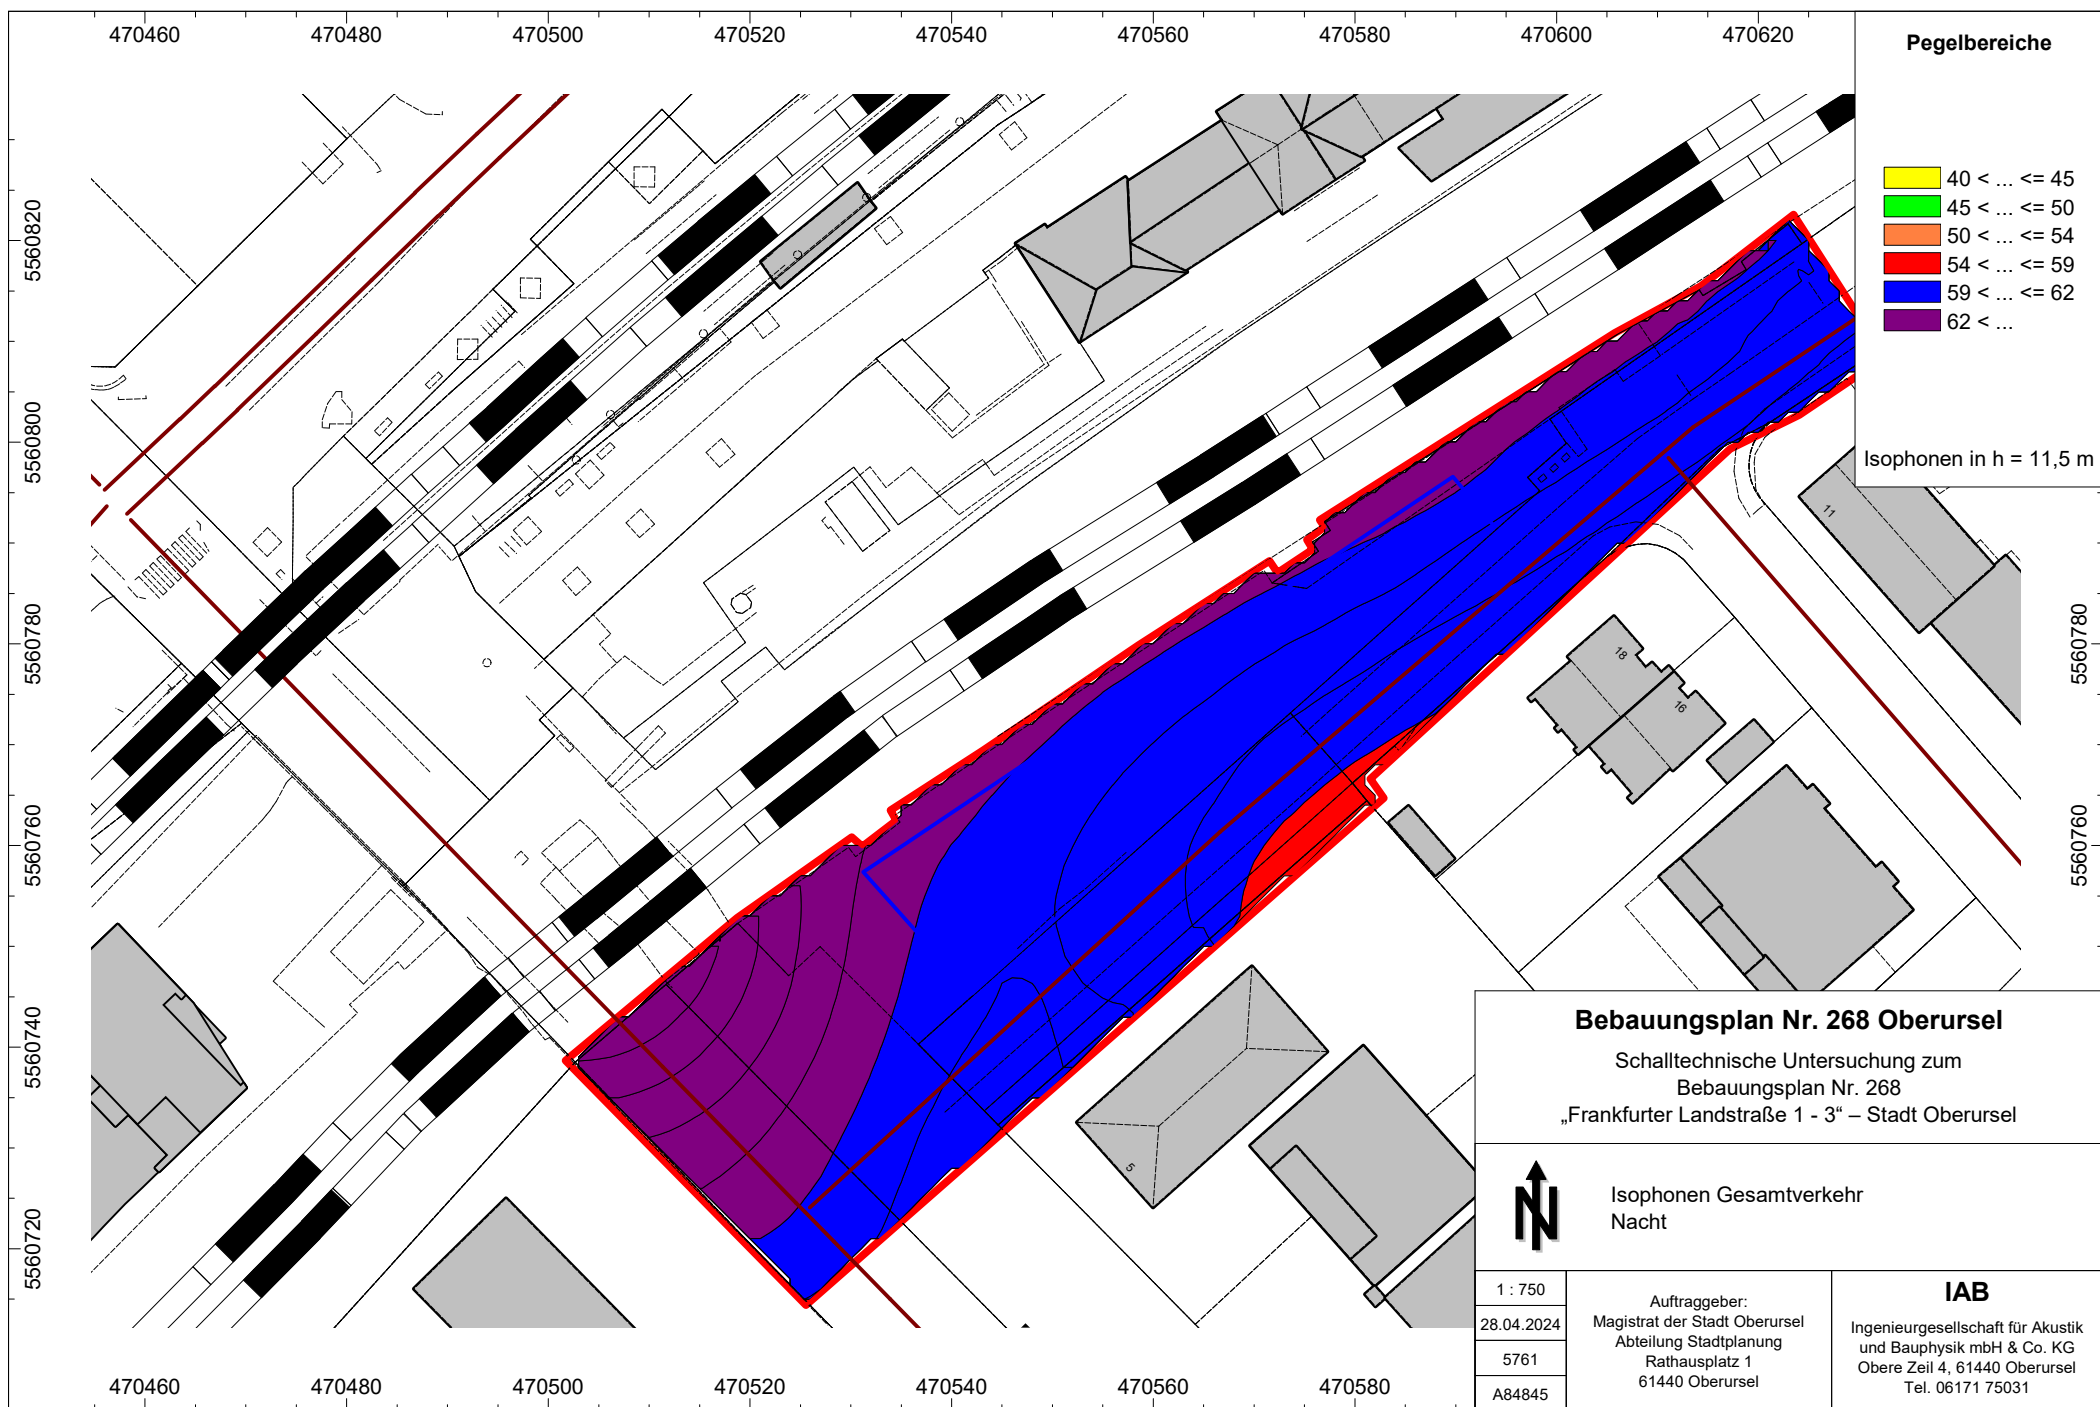 470460 470480 470500 470520 470540 470560 470580 470600 470620
Pegelbereiche
40 < ... <= 45
45 < ... <= 50
50 < ... <= 54
54 < ... <= 59
59 < ... <= 62
62 < ...
Isophonen in h = 11,5 m
5560820
5560800
5560780
5560760
5560740
5560720
5560780
5560760
11
18
16
5
Bebauungsplan Nr. 268 Oberursel
Schalltechnische Untersuchung zum
Bebauungsplan Nr. 268
„Frankfurter Landstraße 1 - 3“ – Stadt Oberursel
N
Isophonen Gesamtverkehr
Nacht
1 : 750
28.04.2024
5761
A84845
Auftraggeber:
Magistrat der Stadt Oberursel
Abteilung Stadtplanung
Rathausplatz 1
61440 Oberursel
IAB
Ingenieurgesellschaft für Akustik
und Bauphysik mbH & Co. KG
Obere Zeil 4, 61440 Oberursel
Tel. 06171 75031
470460 470480 470500 470520 470540 470560 470580